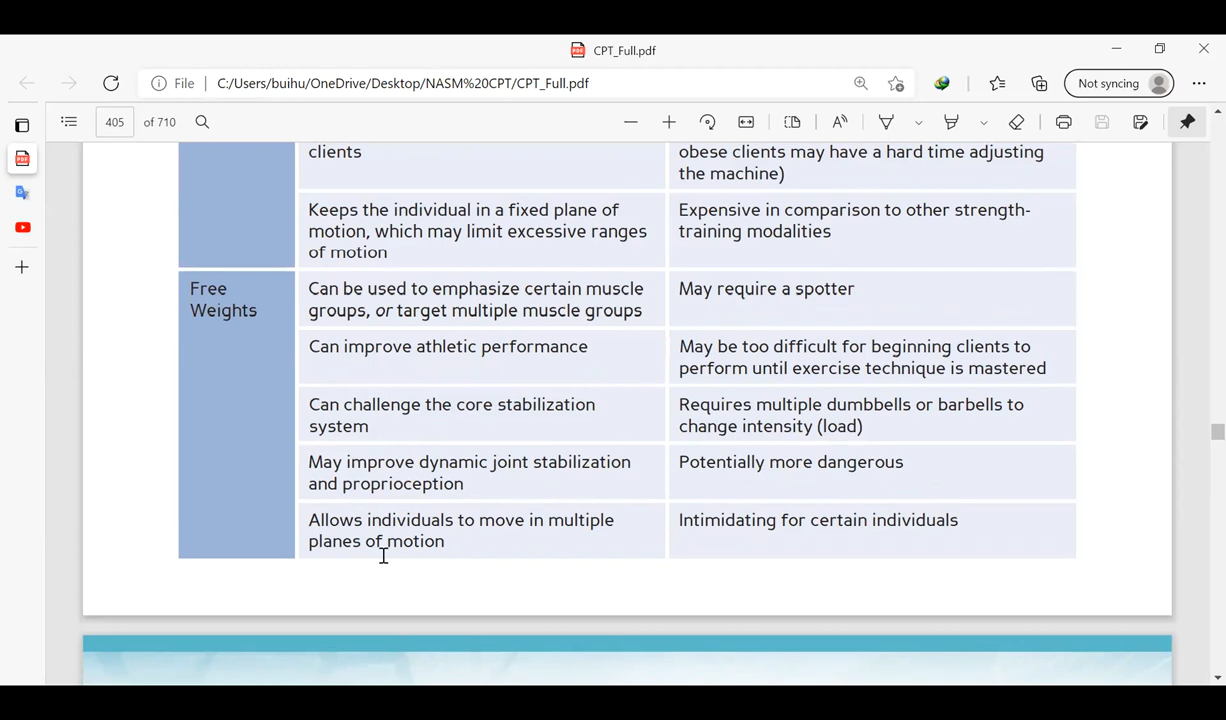 CPT_Full.pdf
File | C:/Users/buihu/OneDrive/Desktop/NASM%20CPT/CPT_Full.pdf
Not syncing
405 of 710
clients
obese clients may have a hard time adjusting
the machine)
Keeps the individual in a fixed plane of
motion, which may limit excessive ranges
of motion
Expensive in comparison to other strength-
training modalities
Free
Weights
Can be used to emphasize certain muscle
groups, or target multiple muscle groups
May require a spotter
Can improve athletic performance
May be too difficult for beginning clients to
perform until exercise technique is mastered
Can challenge the core stabilization
system
Requires multiple dumbbells or barbells to
change intensity (load)
May improve dynamic joint stabilization
and proprioception
Potentially more dangerous
Allows individuals to move in multiple
planes of motion
Intimidating for certain individuals